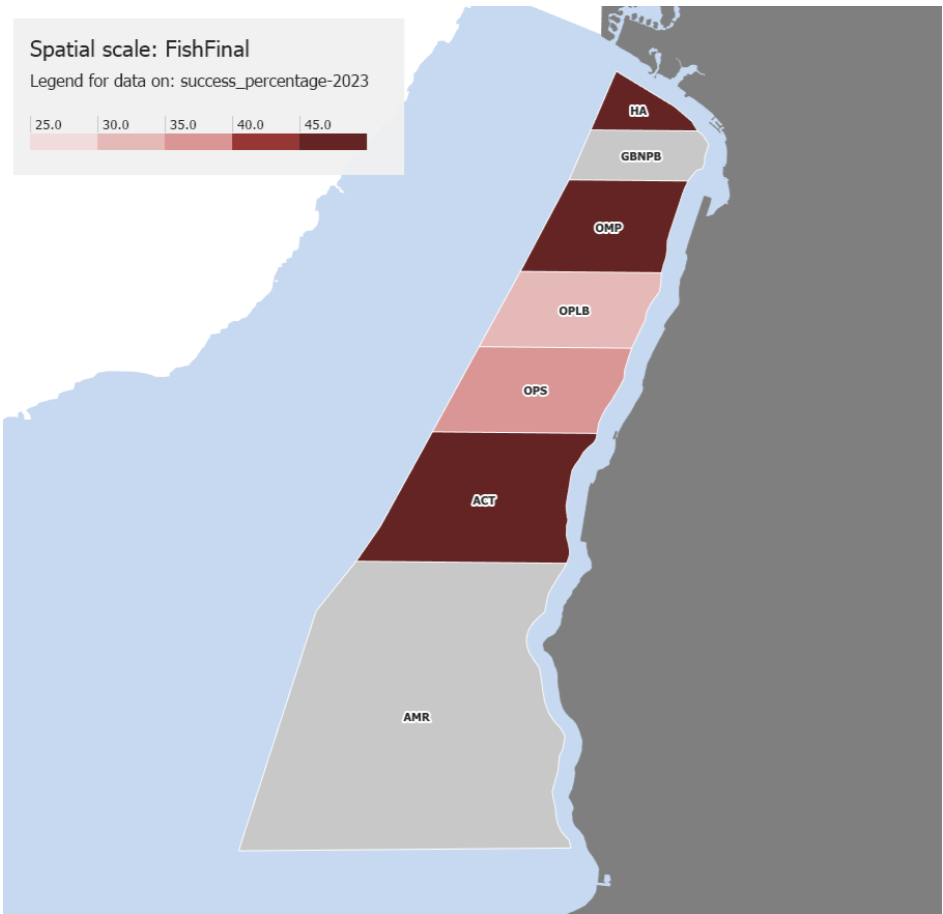 Spatial scale: FishFinal
Legend for data on: success_percentage-2023
25.0 30.0 35.0 40.0 45.0
HA
GBNPB
OMP
OPLB
OPS
ACT
AMR